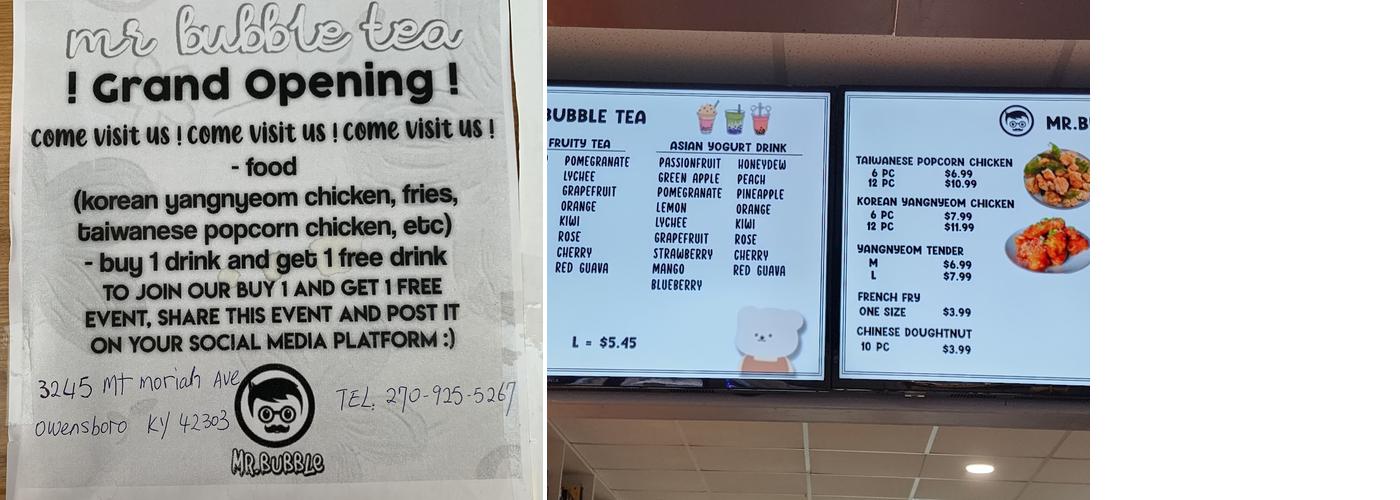 mr bubble tea
! Grand Opening !
come visit us ! come visit us ! come visit us !
- food
(korean yangnyeom chicken, fries,
taiwanese popcorn chicken, etc)
- buy 1 drink and get 1 free drink
TO JOIN OUR BUY 1 AND GET 1 FREE
EVENT, SHARE THIS EVENT AND POST IT
ON YOUR SOCIAL MEDIA PLATFORM :)
3245 Mt moriah Ave
owensboro KY 42303
TEL: 270-925-5267
MR.BUBBLE
BUBBLE TEA
FRUITY TEA
POMEGRANATE
LYCHEE
GRAPEFRUIT
ORANGE
KIWI
ROSE
CHERRY
RED GUAVA
ASIAN YOGURT DRINK
PASSIONFRUIT HONEYDEW
GREEN APPLE PEACH
POMEGRANATE PINEAPPLE
LEMON ORANGE
LYCHEE KIWI
GRAPEFRUIT ROSE
STRAWBERRY CHERRY
MANGO RED GUAVA
BLUEBERRY
L = $5.45
MR.B
TAIWANESE POPCORN CHICKEN
6 PC $6.99
12 PC $10.99
KOREAN YANGNYEOM CHICKEN
6 PC $7.99
12 PC $11.99
YANGNYEOM TENDER
M $6.99
L $7.99
FRENCH FRY
ONE SIZE $3.99
CHINESE DOUGHTNUT
10 PC $3.99